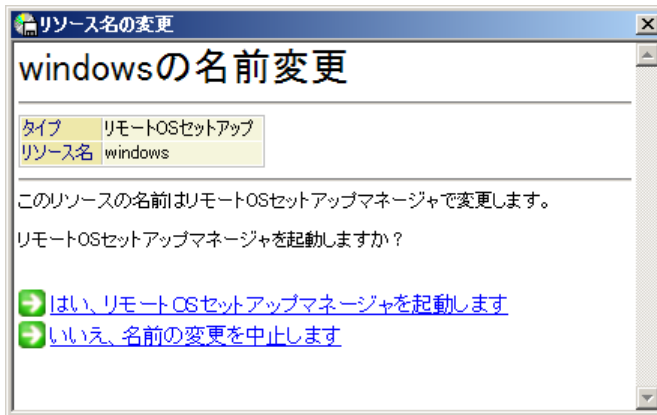 リソース名の変更
windowsの名前変更
タイプ リモートOSセットアップ
リソース名 windows
このリソースの名前はリモートOSセットアップマネージャで変更します。
リモートOSセットアップマネージャを起動しますか？
はい、リモートOSセットアップマネージャを起動します
いいえ、名前の変更を中止します